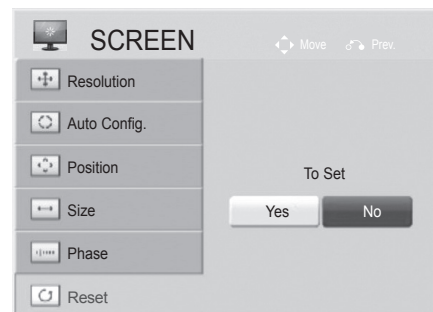 SCREEN
Move Prev.
Resolution
Auto Config.
Position
Size
Phase
Reset
To Set
Yes No